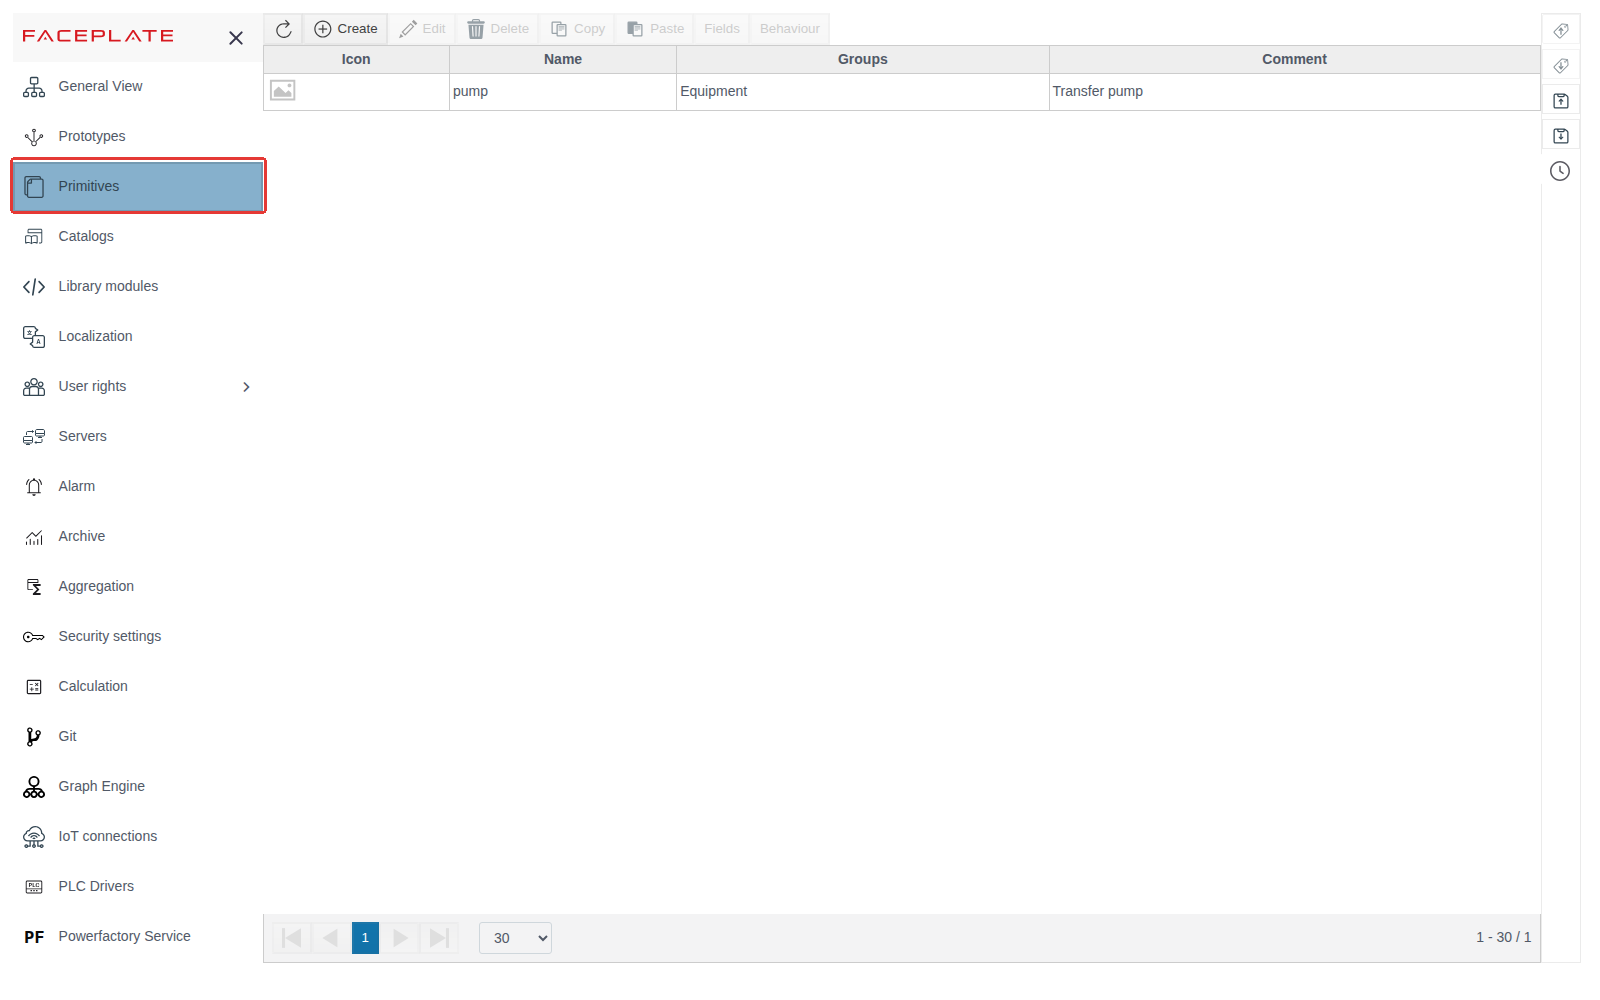 FACEPLATE
Create Edit Delete Copy Paste Fields Behaviour
Icon Name Groups Comment
pump Equipment Transfer pump
General View
Prototypes
Primitives
Catalogs
Library modules
Localization
User rights
Servers
Alarm
Archive
Aggregation
Security settings
Calculation
Git
Graph Engine
IoT connections
PLC Drivers
PF Powerfactory Service
1 30 1 - 30 / 1